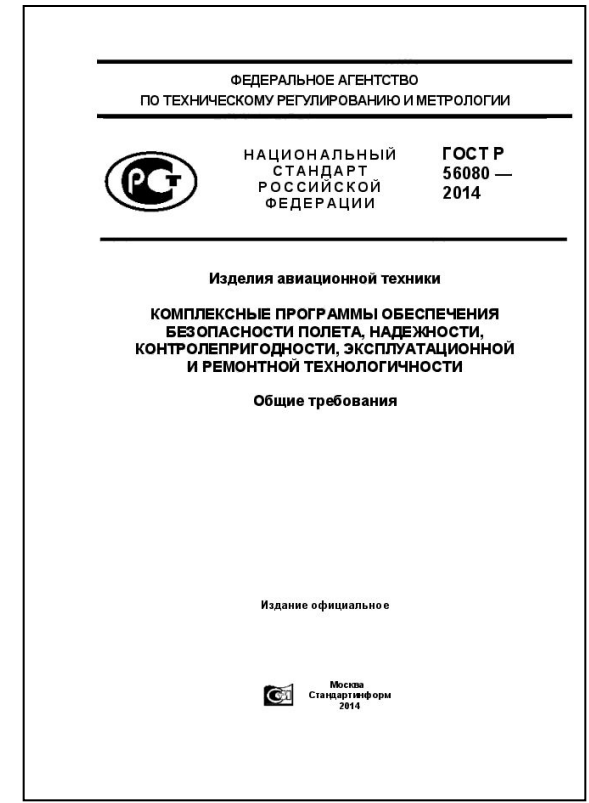 ФЕДЕРАЛЬНОЕ АГЕНТСТВО
ПО ТЕХНИЧЕСКОМУ РЕГУЛИРОВАНИЮ И МЕТРОЛОГИИ
РСТ
НАЦИОНАЛЬНЫЙ
СТАНДАРТ
РОССИЙСКОЙ
ФЕДЕРАЦИИ
ГОСТ Р
56080 —
2014
Изделия авиационной техники
КОМПЛЕКСНЫЕ ПРОГРАММЫ ОБЕСПЕЧЕНИЯ
БЕЗОПАСНОСТИ ПОЛЕТА, НАДЕЖНОСТИ,
КОНТРОЛЕПРИГОДНОСТИ, ЭКСПЛУАТАЦИОННОЙ
И РЕМОНТНОЙ ТЕХНОЛОГИЧНОСТИ
Общие требования
Издание официальное
Москва
Стандартинформ
2014